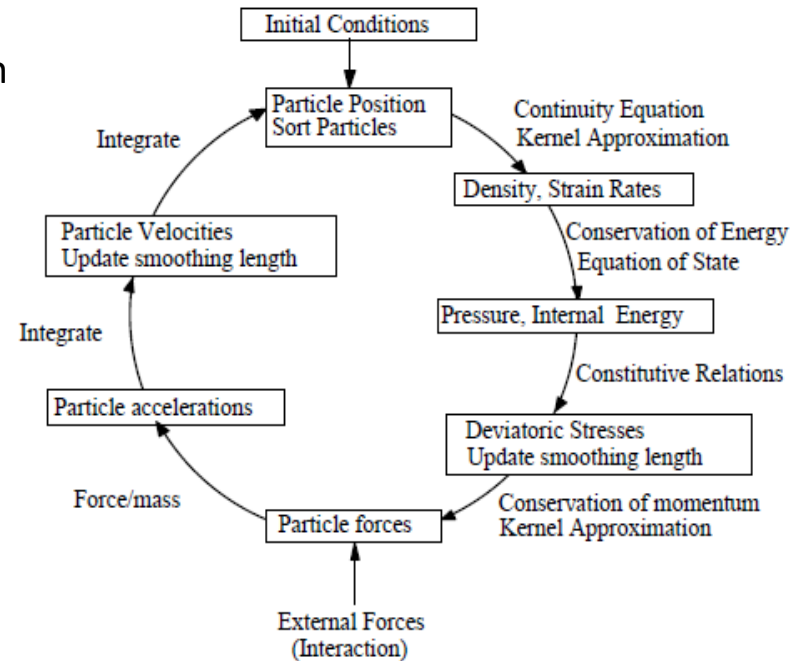 Initial Conditions
n
Particle Position
Sort Particles
Continuity Equation
Kernel Approximation
Integrate
Density, Strain Rates
Particle Velocities
Update smoothing length
Conservation of Energy
Equation of State
Pressure, Internal Energy
Integrate
Constitutive Relations
Particle accelerations
Deviatoric Stresses
Update smoothing length
Force/mass
Conservation of momentum
Kernel Approximation
Particle forces
External Forces
(Interaction)